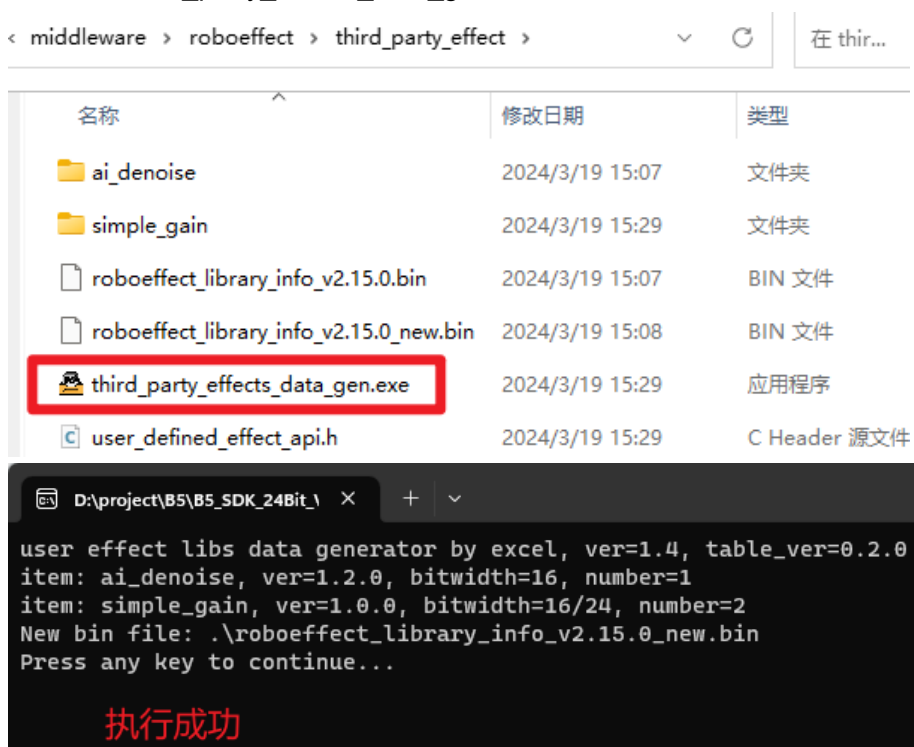 middleware > roboeffect > third_party_effect >
在 thir...
名称 修改日期 类型
ai_denoise 2024/3/19 15:07 文件夹
simple_gain 2024/3/19 15:29 文件夹
roboeffect_library_info_v2.15.0.bin 2024/3/19 15:07 BIN 文件
roboeffect_library_info_v2.15.0_new.bin 2024/3/19 15:08 BIN 文件
third_party_effects_data_gen.exe 2024/3/19 15:29 应用程序
user_defined_effect_api.h 2024/3/19 15:29 C Header 源文件
D:\project\B5\B5_SDK_24Bit_\
user effect libs data generator by excel, ver=1.4, table_ver=0.2.0
item: ai_denoise, ver=1.2.0, bitwidth=16, number=1
item: simple_gain, ver=1.0.0, bitwidth=16/24, number=2
New bin file: .\roboeffect_library_info_v2.15.0_new.bin
Press any key to continue...
执行成功